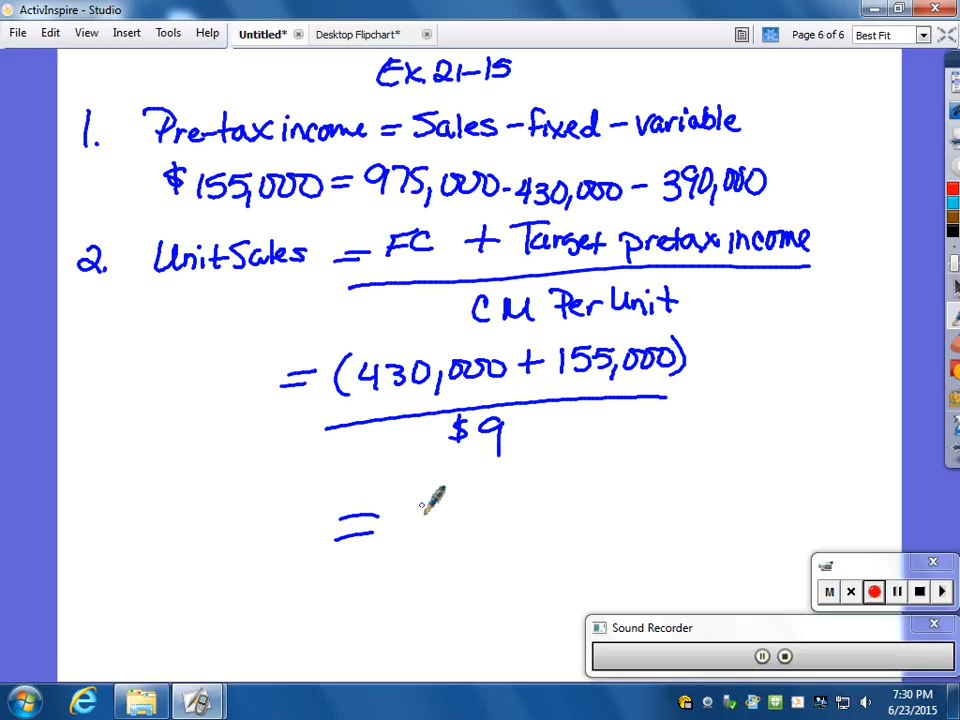 ActivInspire - Studio
File Edit View Insert Tools Help Untitled* Desktop Flipchart* Page 6 of 6 Best Fit
Ex. 21-15
1. Pre-tax income = Sales - fixed - variable
$155,000 = 975,000 - 430,000 - 390,000
2. Unit Sales = FC + Target pretax income
CM Per Unit
= (430,000 + 155,000)
$9
=
M
Sound Recorder
7:30 PM
6/23/2015